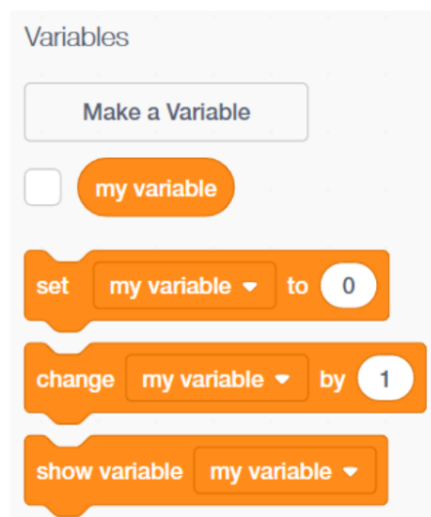 Variables
Make a Variable
my variable
set my variable to 0
change my variable by 1
show variable my variable